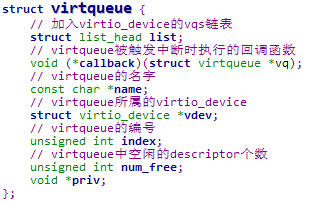 struct virtqueue {
// 加入virtio_device的vqs链表
struct list_head list;
// virtqueue被触发中断时执行的回调函数
void (*callback)(struct virtqueue *vq);
// virtqueue的名字
const char *name;
// virtqueue所属的virtio_device
struct virtio_device *vdev;
// virtqueue的编号
unsigned int index;
// virtqueue中空闲的descriptor个数
unsigned int num_free;
void *priv;
};